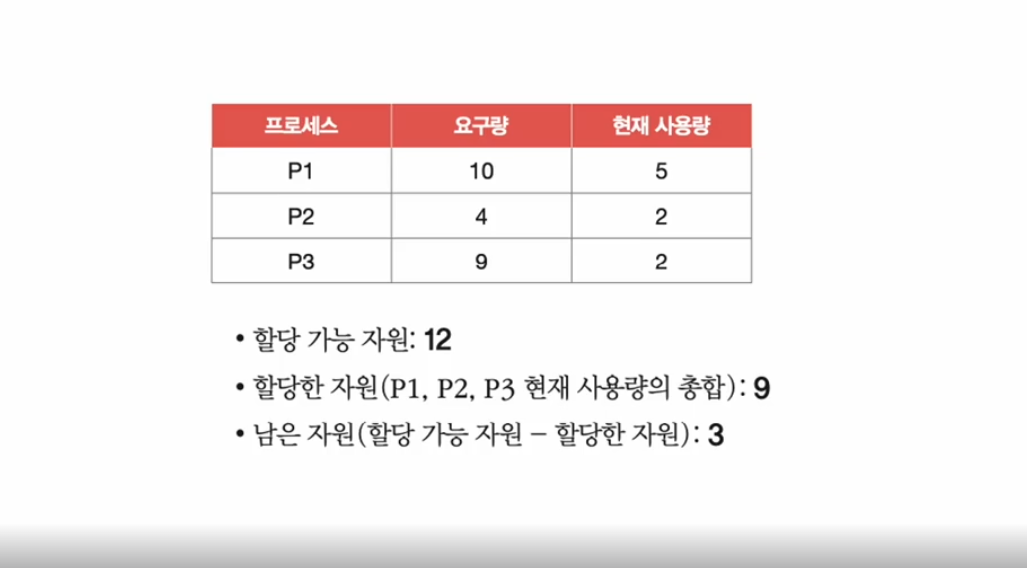 프로세스 요구량 현재 사용량
P1 10 5
P2 4 2
P3 9 2
• 할당 가능 자원: 12
• 할당한 자원(P1, P2, P3 현재 사용량의 총합): 9
• 남은 자원(할당 가능 자원 – 할당한 자원): 3